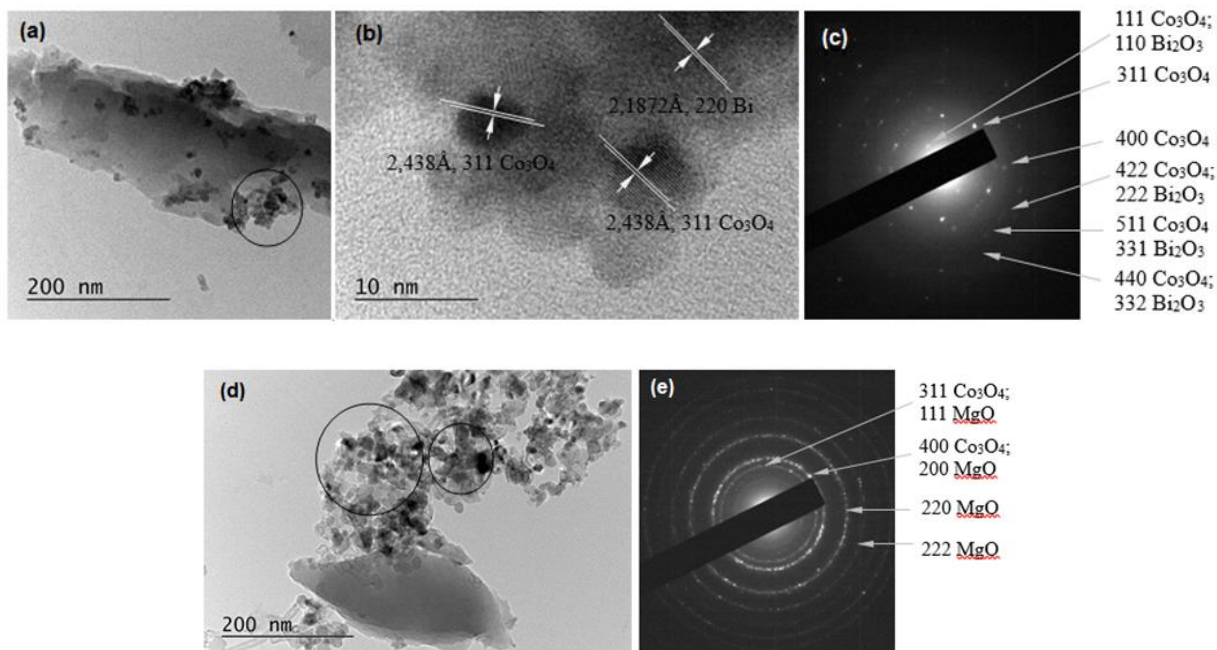 (a)
200 nm
(b)
2,1872Å, 220 Bi
2,438Å, 311 Co₃O₄
2,438Å, 311 Co₃O₄
10 nm
(c)
111 Co₃O₄;
110 Bi₂O₃
311 Co₃O₄
400 Co₃O₄
422 Co₃O₄;
222 Bi₂O₃
511 Co₃O₄
331 Bi₂O₃
440 Co₃O₄;
332 Bi₂O₃
(d)
200 nm
(e)
311 Co₃O₄;
111 MgO
400 Co₃O₄;
200 MgO
220 MgO
222 MgO